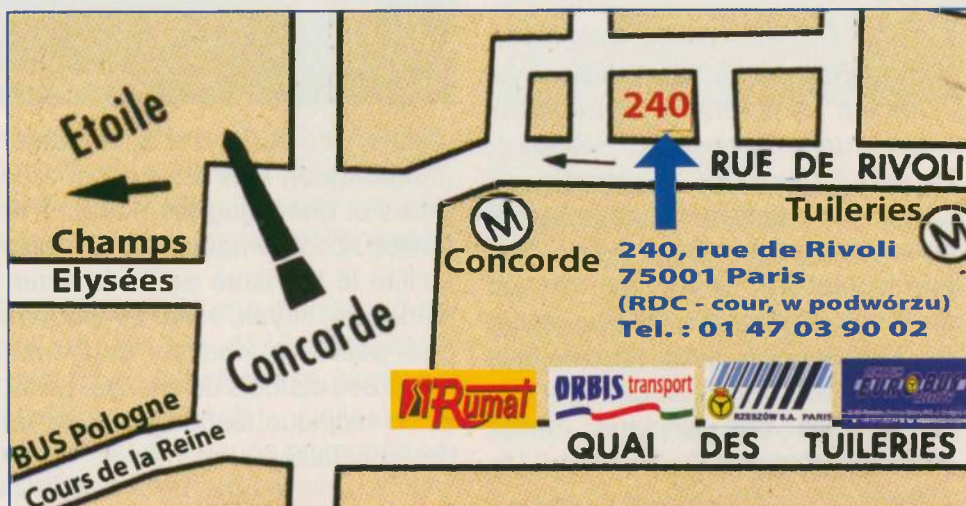 Etoile
Champs
Elysées
Concorde
BUS Pologne
Cours de la Reine
240
RUE DE RIVOLI
M
Concorde
Tuileries
M
240, rue de Rivoli
75001 Paris
(RDC - cour, w podwórzu)
Tel. : 01 47 03 90 02
Rumat
ORBIS transport
RZESZÓW S.A. PARIS
EUROBUS
QUAI DES TUILERIES